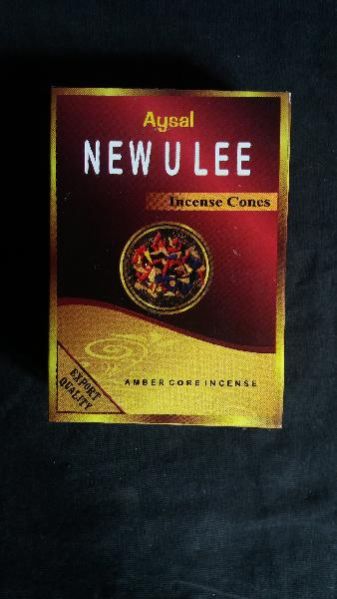 Aysal
NEW U LEE
Incense Cones
AMBER CORE INCENSE
EXPORT
QUALITY